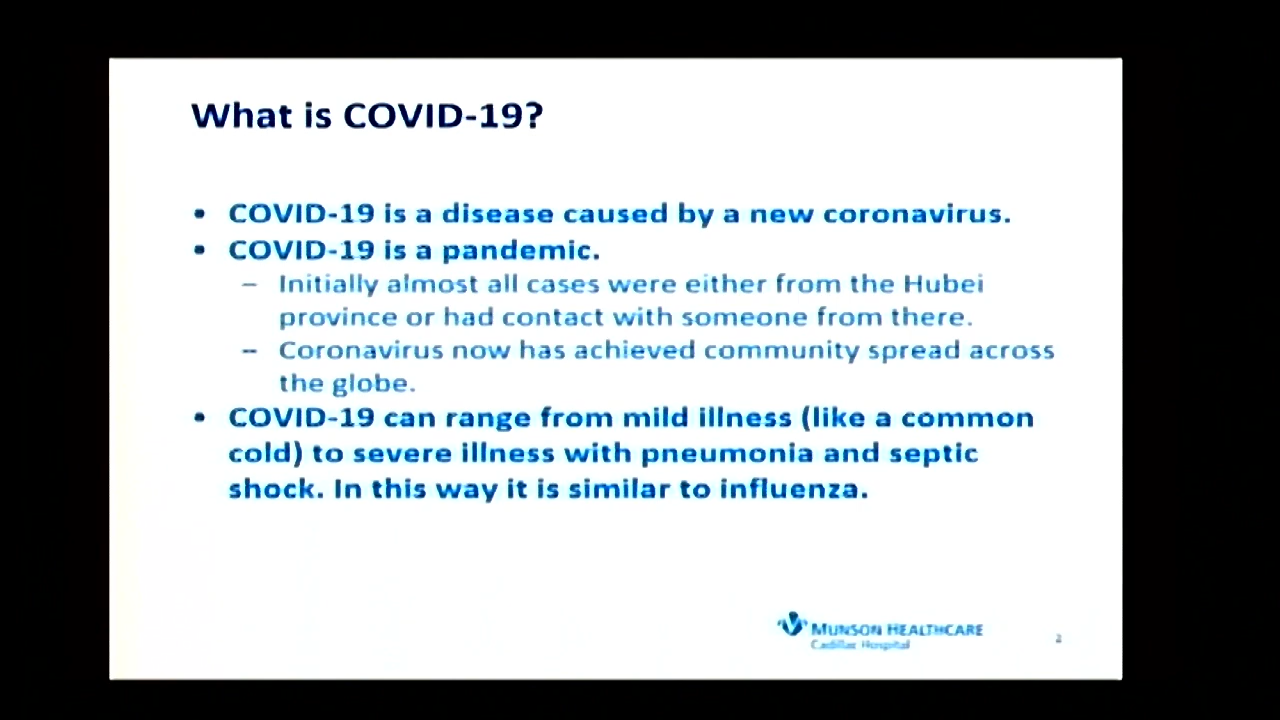 What is COVID-19?
• COVID-19 is a disease caused by a new coronavirus.
• COVID-19 is a pandemic.
– Initially almost all cases were either from the Hubei
province or had contact with someone from there.
– Coronavirus now has achieved community spread across
the globe.
• COVID-19 can range from mild illness (like a common
cold) to severe illness with pneumonia and septic
shock. In this way it is similar to influenza.
MUNSON HEALTHCARE
Cadillac Hospital
2